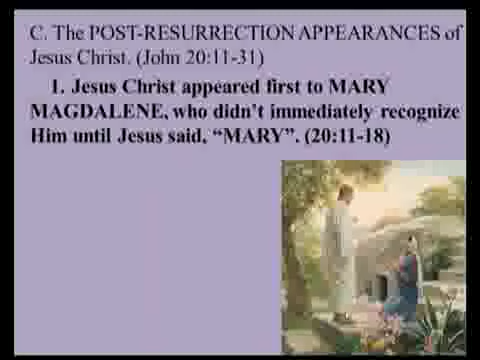 C. The POST-RESURRECTION APPEARANCES of
Jesus Christ. (John 20:11-31)
1. Jesus Christ appeared first to MARY
MAGDALENE, who didn't immediately recognize
Him until Jesus said, “MARY”. (20:11-18)